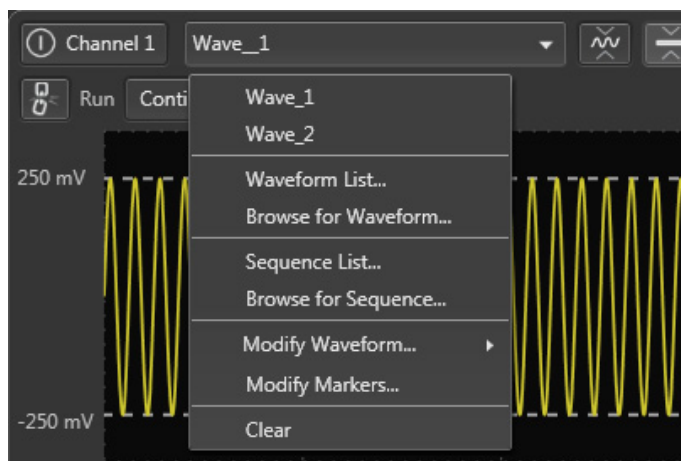 Channel 1
Wave__1
Run Conti
Wave_1
Wave_2
250 mV
Waveform List...
Browse for Waveform...
Sequence List...
Browse for Sequence...
Modify Waveform...
Modify Markers...
-250 mV
Clear